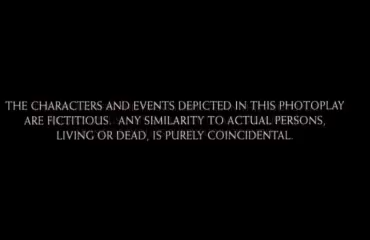 THE CHARACTERS AND EVENTS DEPICTED IN THIS PHOTOPLAY
ARE FICTITIOUS. ANY SIMILARITY TO ACTUAL PERSONS,
LIVING OR DEAD, IS PURELY COINCIDENTAL.